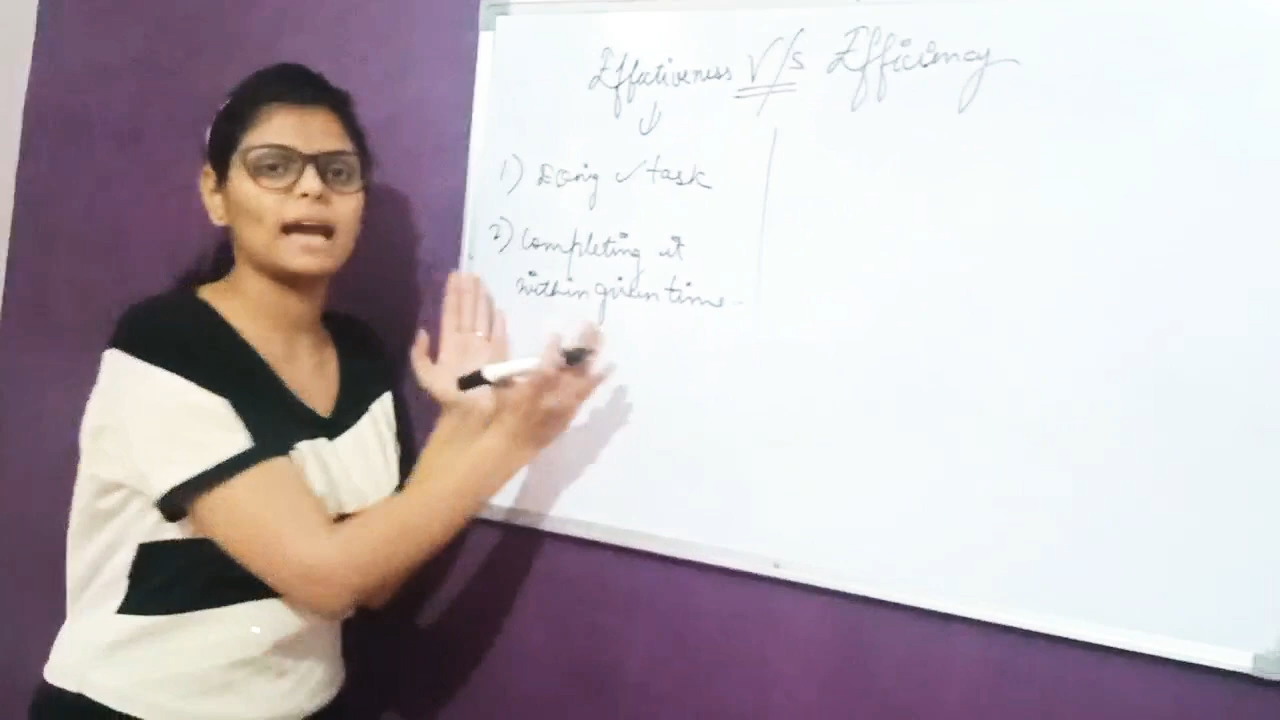 Effectiveness V/s Efficiency
1) Doing ✓ task
2) Completing it
within given time.